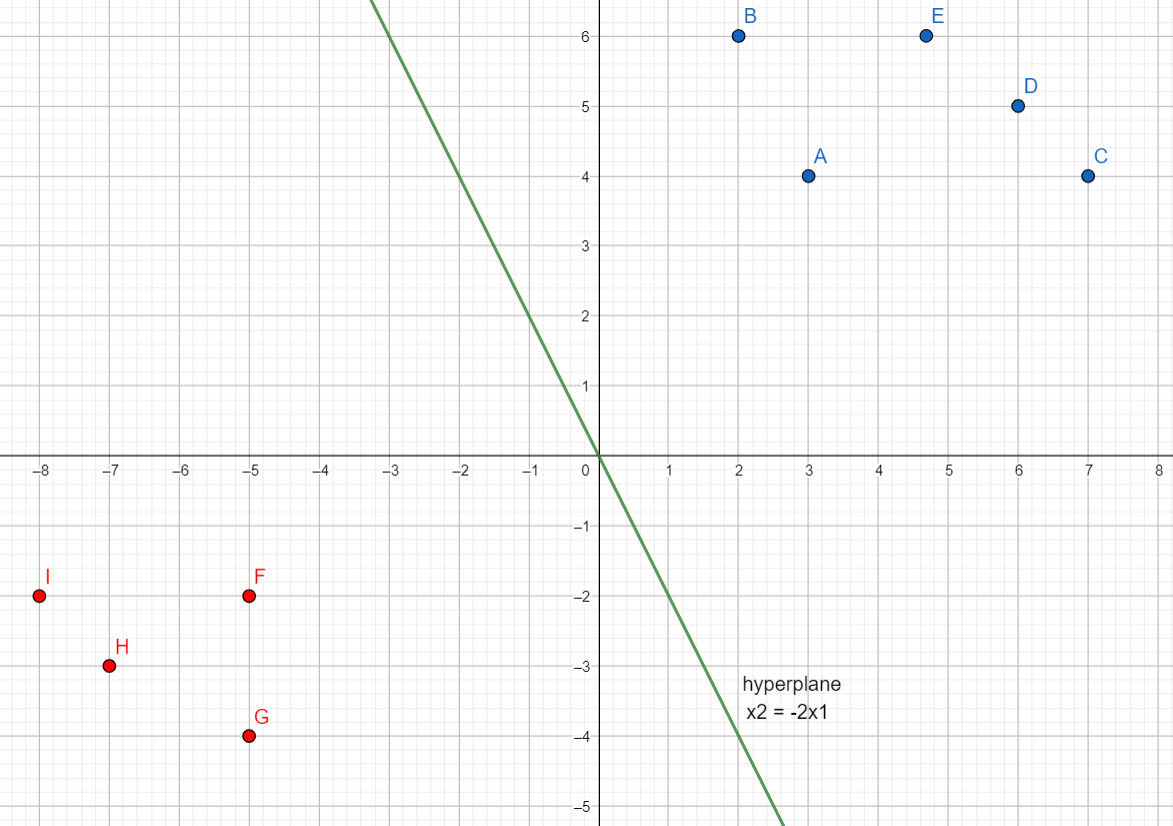 B
E
6
D
5
A
C
4
3
2
1
–8 –7 –6 –5 –4 –3 –2 –1 0 1 2 3 4 5 6 7 8
–1
I
F
–2
H
–3
hyperplane
x2 = -2x1
G
–4
–5